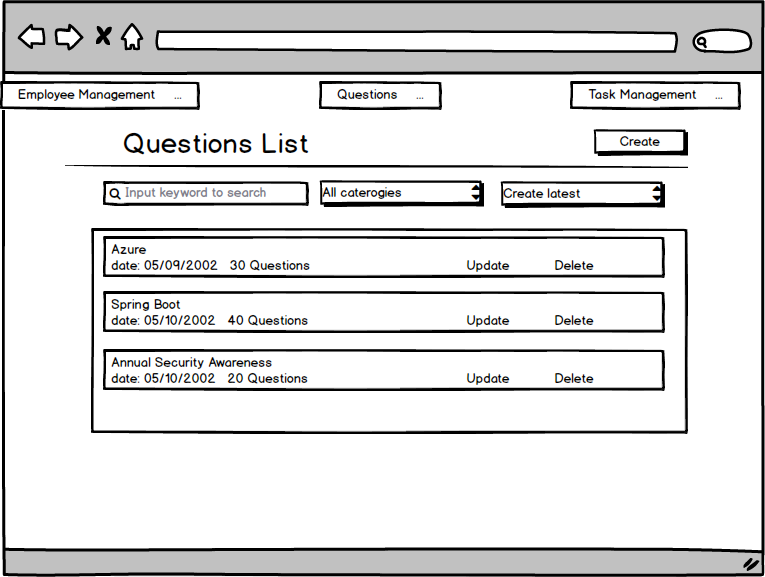 Employee Management ...
Questions ...
Task Management ...
Questions List
Create
Input keyword to search
All caterogies
Create latest
Azure
date: 05/09/2002 30 Questions Update Delete
Spring Boot
date: 05/10/2002 40 Questions Update Delete
Annual Security Awareness
date: 05/10/2002 20 Questions Update Delete